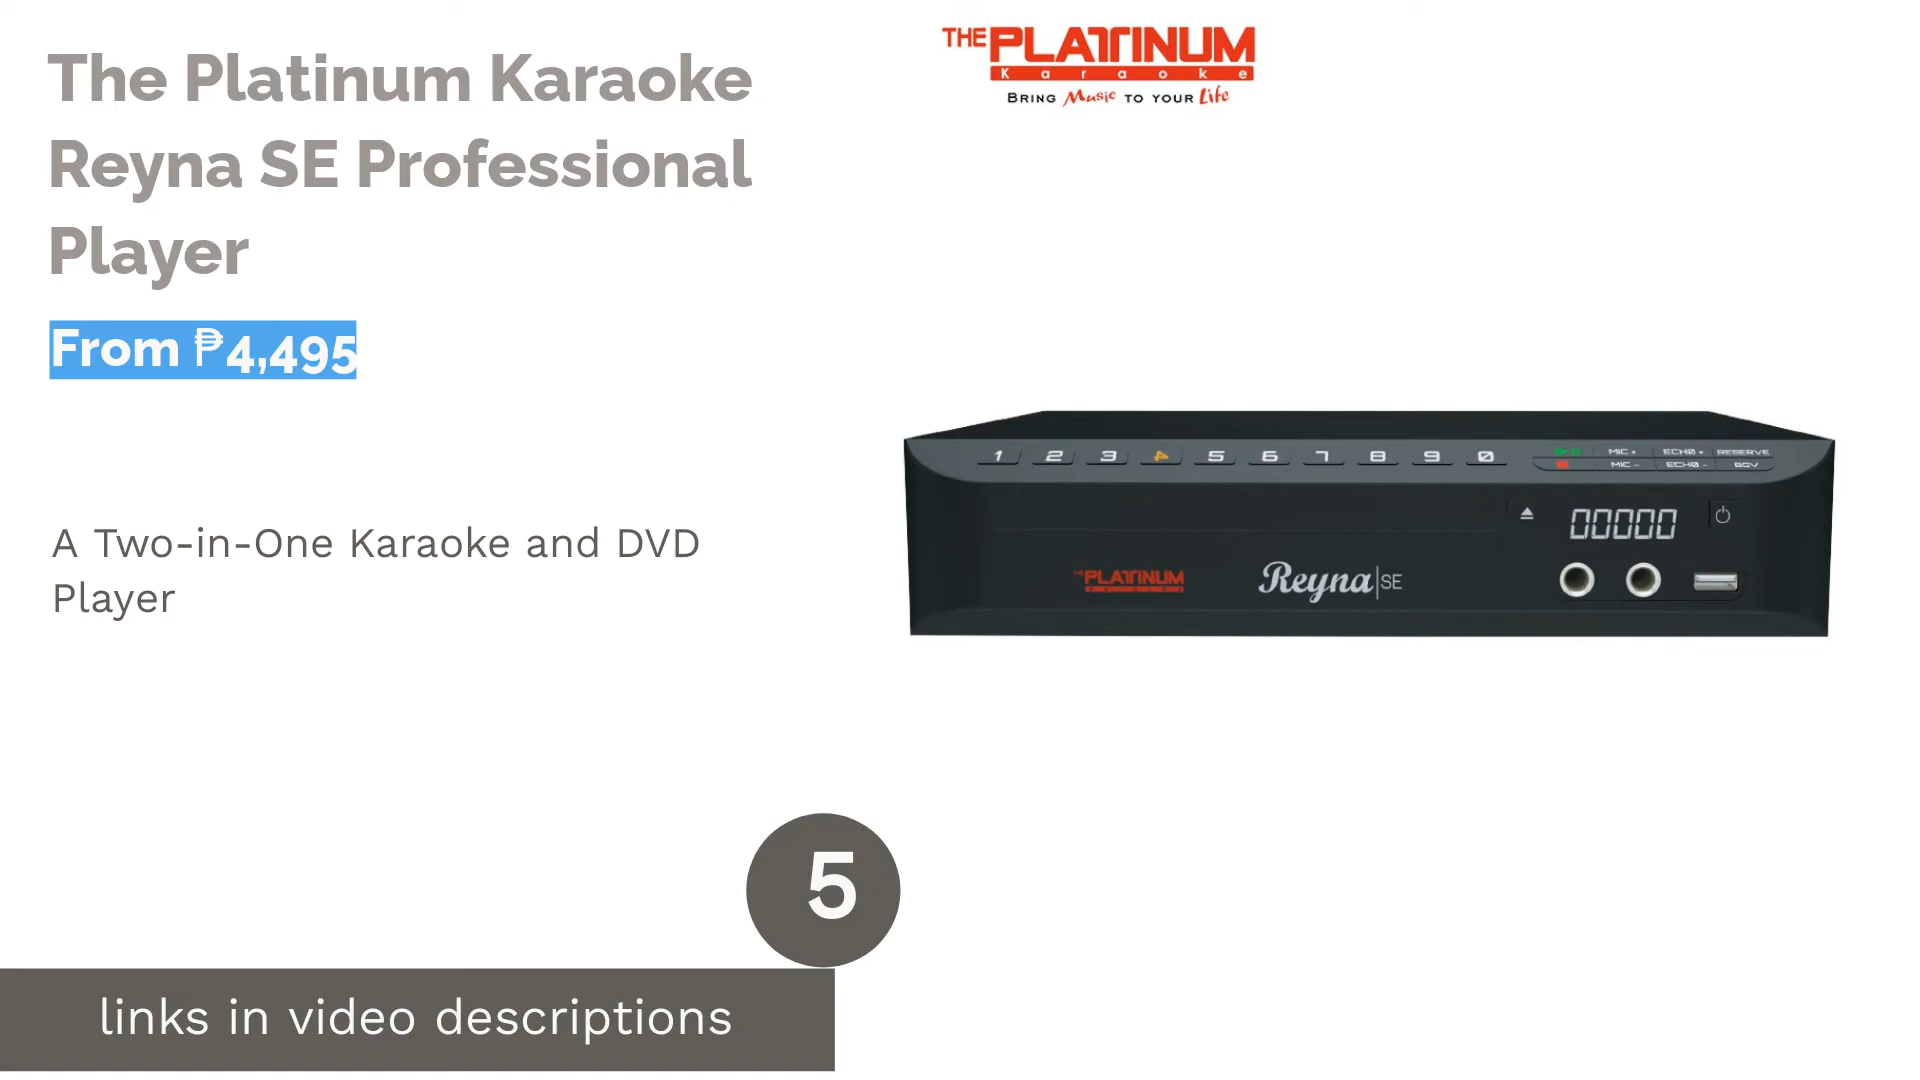 The Platinum Karaoke
Reyna SE Professional
Player
From ₱4,495
A Two-in-One Karaoke and DVD
Player
5
links in video descriptions
THE PLATINUM
Karaoke
BRING Music TO YOUR Life
1 2 3 4 5 6 7 8 9 0
MIC + ECHO + RESERVE
MIC - ECHO - BGV
00000
THE PLATINUM
Reyna SE